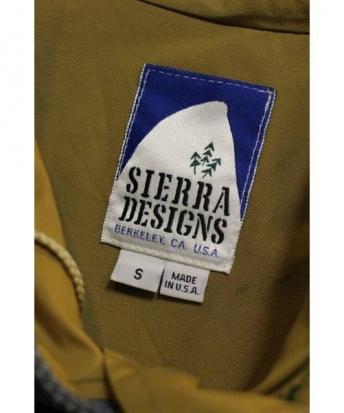 SIERRA
DESIGNS
BERKELEY, CA. U.S.A.
S
MADE
IN U.S.A.